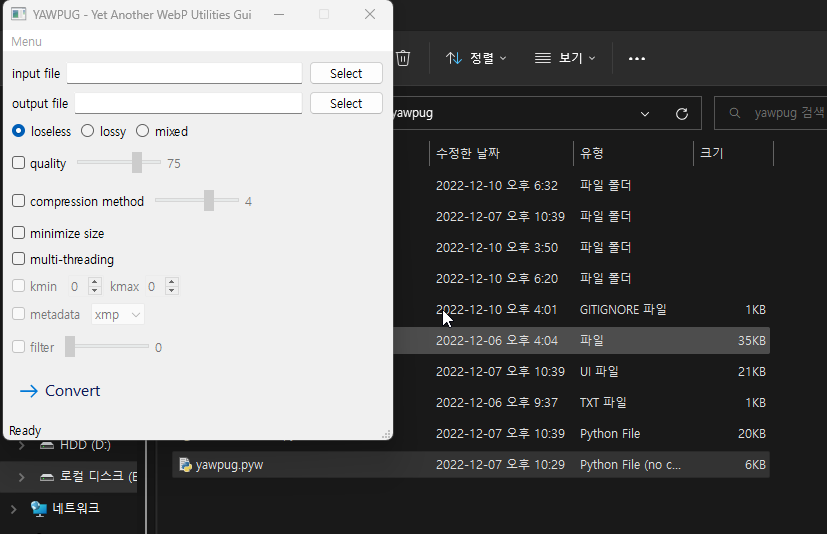 YAWPUG - Yet Another WebP Utilities Gui
Menu
input file Select
output file Select
loseless lossy mixed
quality 75
compression method 4
minimize size
multi-threading
kmin 0 kmax 0
metadata xmp
filter 0
Convert
Ready
정렬 보기
yawpug yawpug 검색
수정한 날짜 유형 크기
2022-12-10 오후 6:32 파일 폴더
2022-12-07 오후 10:39 파일 폴더
2022-12-10 오후 3:50 파일 폴더
2022-12-10 오후 6:20 파일 폴더
2022-12-10 오후 4:01 GITIGNORE 파일 1KB
2022-12-06 오후 4:04 파일 35KB
2022-12-07 오후 10:39 UI 파일 21KB
2022-12-06 오후 9:37 TXT 파일 1KB
2022-12-07 오후 10:39 Python File 20KB
yawpug.pyw 2022-12-07 오후 10:29 Python File (no c... 6KB
HDD (D:)
로컬 디스크 (E
네트워크